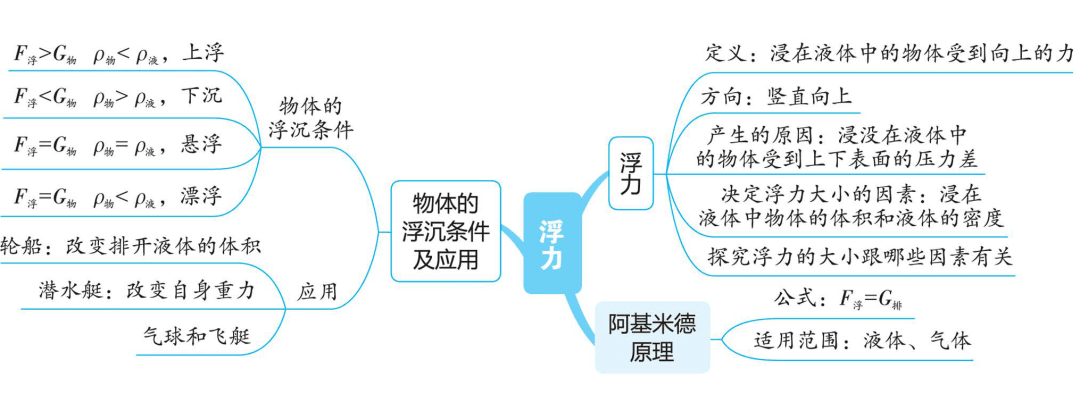 浮力
浮力
定义：浸在液体中的物体受到向上的力
方向：竖直向上
产生的原因：浸没在液体中
的物体受到上下表面的压力差
决定浮力大小的因素：浸在
液体中物体的体积和液体的密度
探究浮力的大小跟哪些因素有关
阿基米德
原理
公式：F浮=G排
适用范围：液体、气体
物体的
浮沉条件
及应用
物体的
浮沉条件
F浮>G物 ρ物<ρ液，上浮
F浮<G物 ρ物>ρ液，下沉
F浮=G物 ρ物=ρ液，悬浮
F浮=G物 ρ物<ρ液，漂浮
应用
轮船：改变排开液体的体积
潜水艇：改变自身重力
气球和飞艇